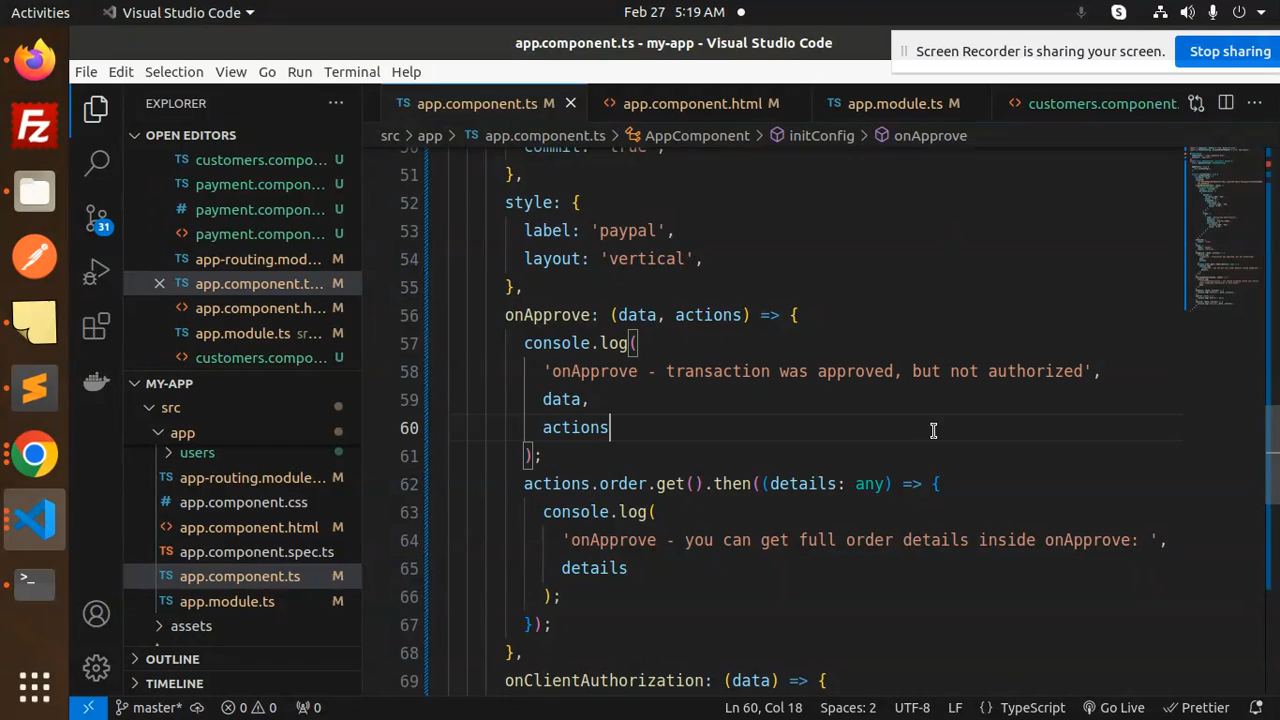 Activities
Visual Studio Code
Feb 27 5:19 AM
app.component.ts - my-app - Visual Studio Code
Screen Recorder is sharing your screen.
Stop sharing
File Edit Selection View Go Run Terminal Help
EXPLORER
OPEN EDITORS
customers.compo... U
payment.compon... U
payment.compon... U
payment.compon... U
app-routing.mod... M
app.component.t... M
app.component.h... M
app.module.ts sr... M
customers.compo... U
MY-APP
src
app
users
app-routing.module... M
app.component.css
app.component.html M
app.component.spec.ts
app.component.ts M
app.module.ts M
assets
OUTLINE
TIMELINE
31
app.component.ts M
app.component.html M
app.module.ts M
customers.component.
src > app > app.component.ts > AppComponent > initConfig > onApprove
51 },
52 style: {
53 label: 'paypal',
54 layout: 'vertical',
55 },
56 onApprove: (data, actions) => {
57 console.log(
58 'onApprove - transaction was approved, but not authorized',
59 data,
60 actions
61 );
62 actions.order.get().then((details: any) => {
63 console.log(
64 'onApprove - you can get full order details inside onApprove: ',
65 details
66 );
67 });
68 },
69 onClientAuthorization: (data) => {
master* 31↓ 0↑ 0 0 0
Ln 60, Col 18 Spaces: 2 UTF-8 LF {} TypeScript Go Live Prettier